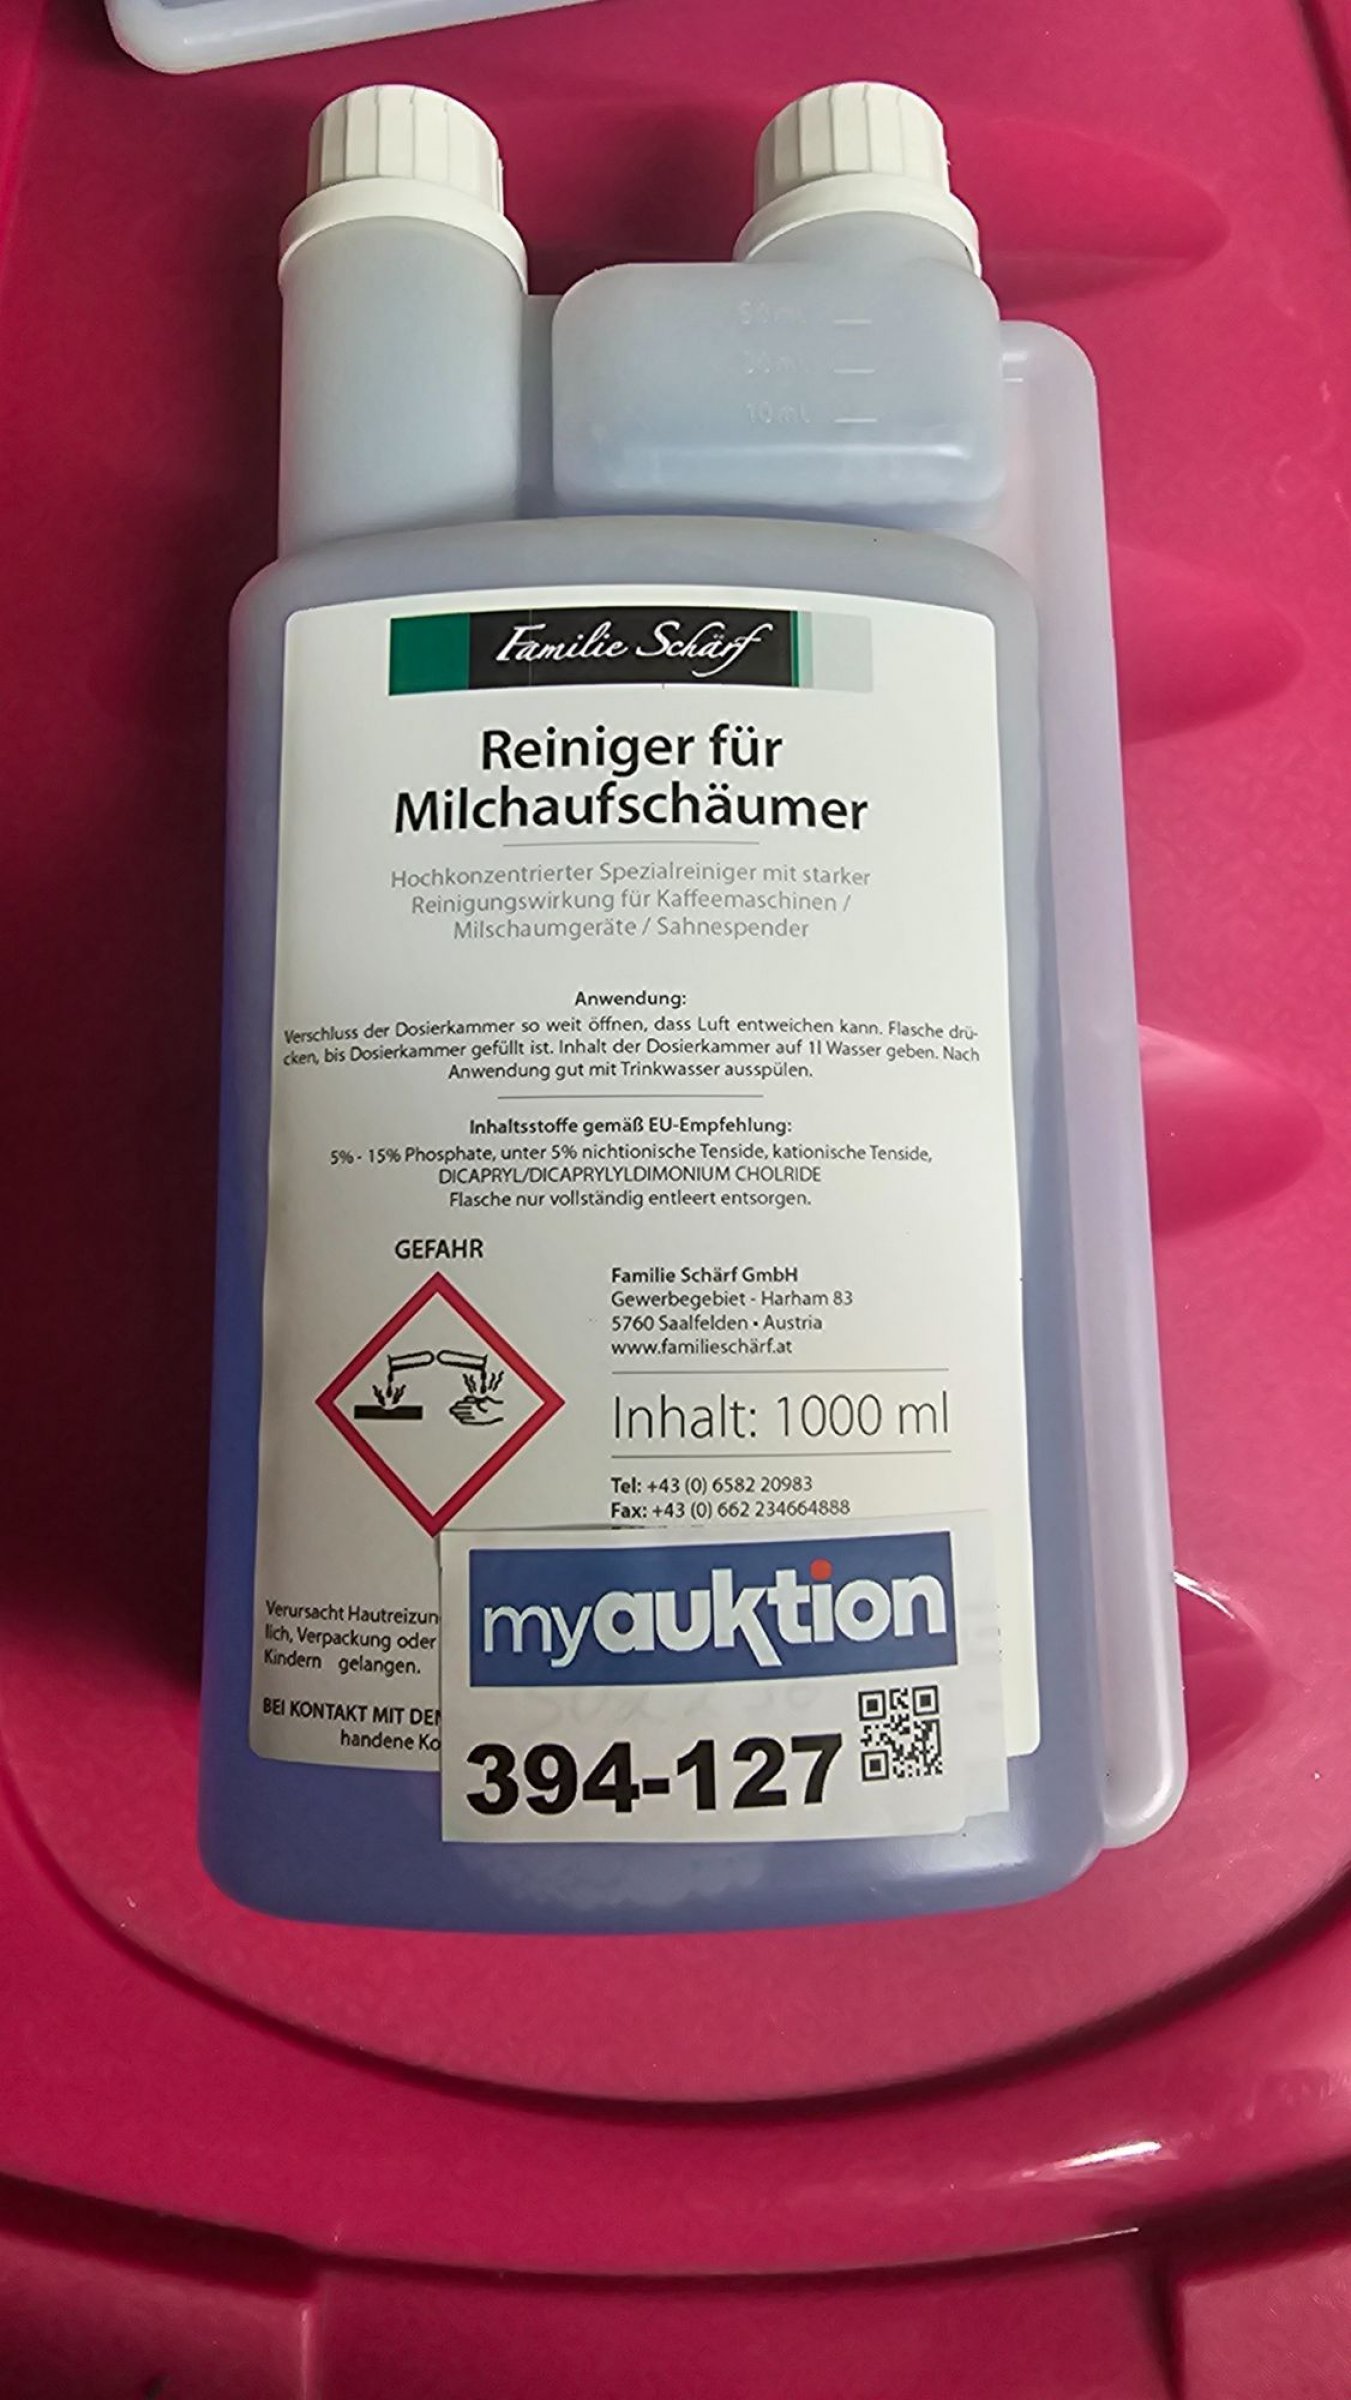 50ml
10ml
Familie Schärf
Reiniger für
Milchaufschäumer
Hochkonzentrierter Spezialreiniger mit starker
Reinigungswirkung für Kaffeemaschinen /
Milschaumgeräte / Sahnespender
Anwendung:
Verschluss der Dosierkammer so weit öffnen, dass Luft entweichen kann. Flasche drü-
cken, bis Dosierkammer gefüllt ist. Inhalt der Dosierkammer auf 1l Wasser geben. Nach
Anwendung gut mit Trinkwasser ausspülen.
Inhaltsstoffe gemäß EU-Empfehlung:
5% - 15% Phosphate, unter 5% nichtionische Tenside, kationische Tenside,
DICAPRYL/DICAPRYLYLDIMONIUM CHOLRIDE
Flasche nur vollständig entleert entsorgen.
GEFAHR
Familie Schärf GmbH
Gewerbegebiet - Harham 83
5760 Saalfelden • Austria
www.familieschärf.at
Inhalt: 1000 ml
Tel: +43 (0) 6582 20983
Fax: +43 (0) 662 234664888
Verursacht Hautreizun
lich, Verpackung oder
Kindern gelangen.
BEI KONTAKT MIT DE
handene Ko
myauktion
394-127